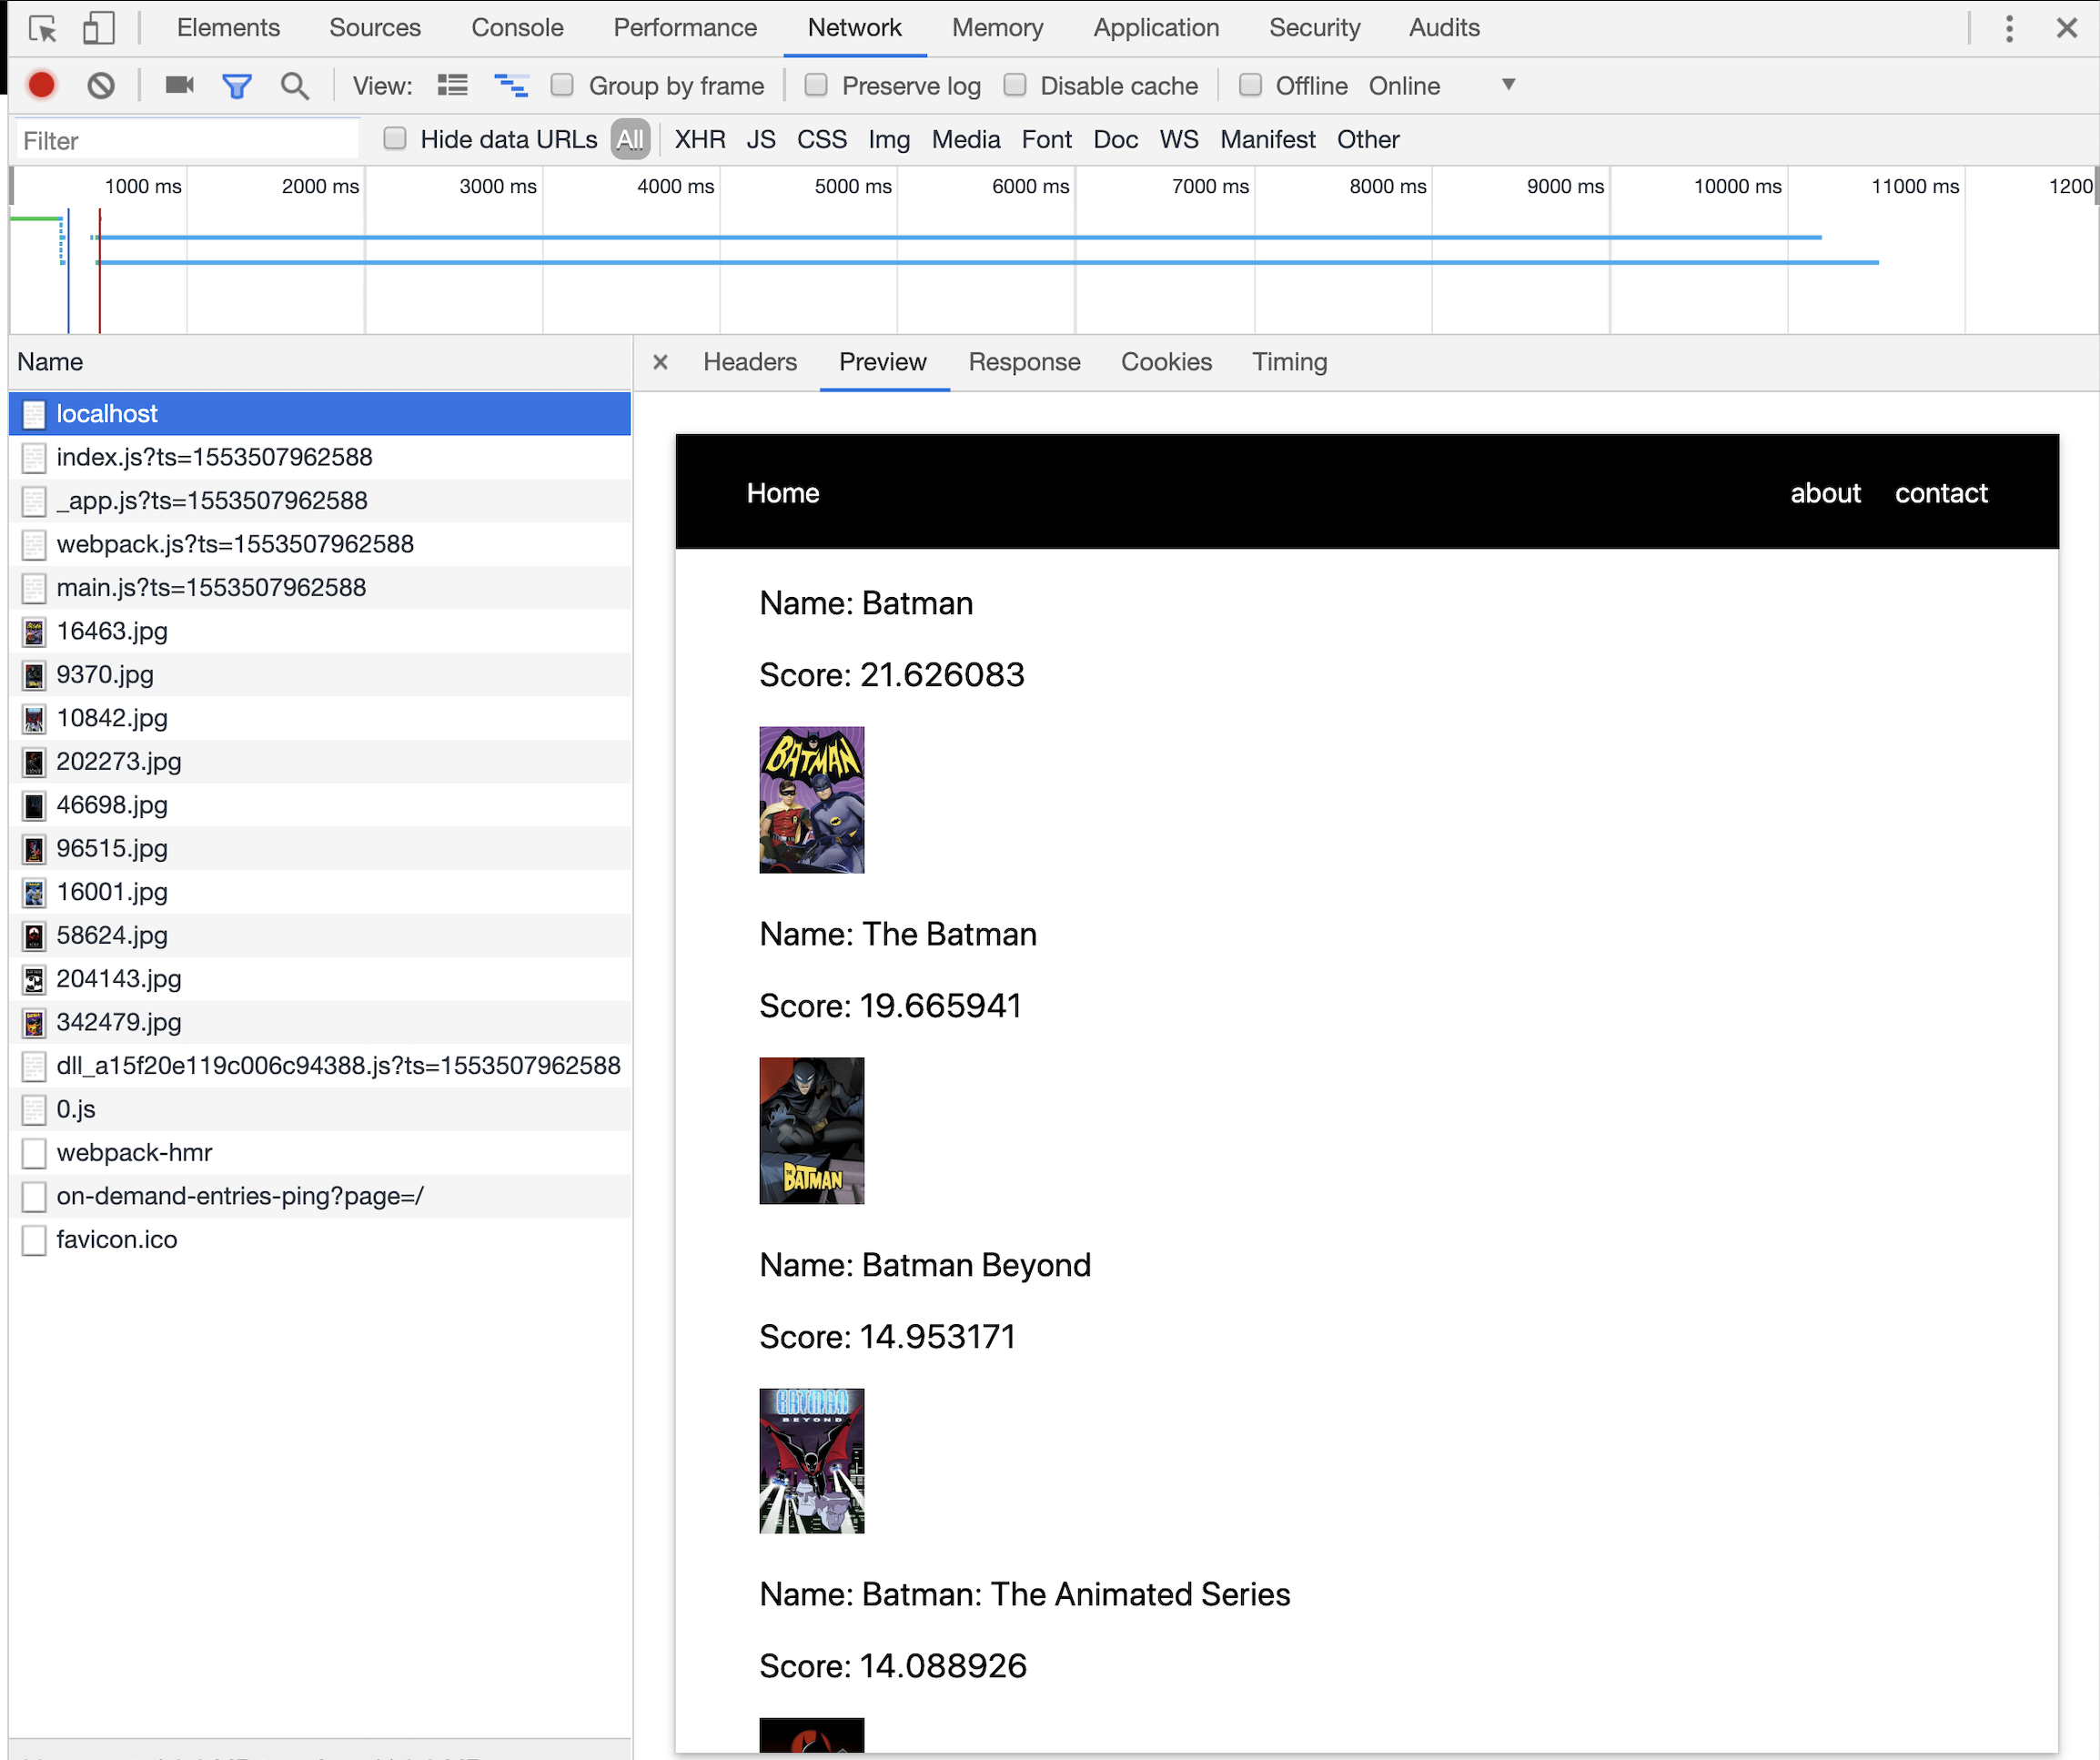 Elements Sources Console Performance Network Memory Application Security Audits
View: Group by frame Preserve log Disable cache Offline Online
Filter Hide data URLs All XHR JS CSS Img Media Font Doc WS Manifest Other
1000 ms 2000 ms 3000 ms 4000 ms 5000 ms 6000 ms 7000 ms 8000 ms 9000 ms 10000 ms 11000 ms 1200
Name
Headers Preview Response Cookies Timing
localhost
index.js?ts=1553507962588
_app.js?ts=1553507962588
webpack.js?ts=1553507962588
main.js?ts=1553507962588
16463.jpg
9370.jpg
10842.jpg
202273.jpg
46698.jpg
96515.jpg
16001.jpg
58624.jpg
204143.jpg
342479.jpg
dll_a15f20e119c006c94388.js?ts=1553507962588
0.js
webpack-hmr
on-demand-entries-ping?page=/
favicon.ico
Home about contact
Name: Batman
Score: 21.626083
BATMAN
Name: The Batman
Score: 19.665941
THE BATMAN
Name: Batman Beyond
Score: 14.953171
BATMAN
BEYOND
Name: Batman: The Animated Series
Score: 14.088926